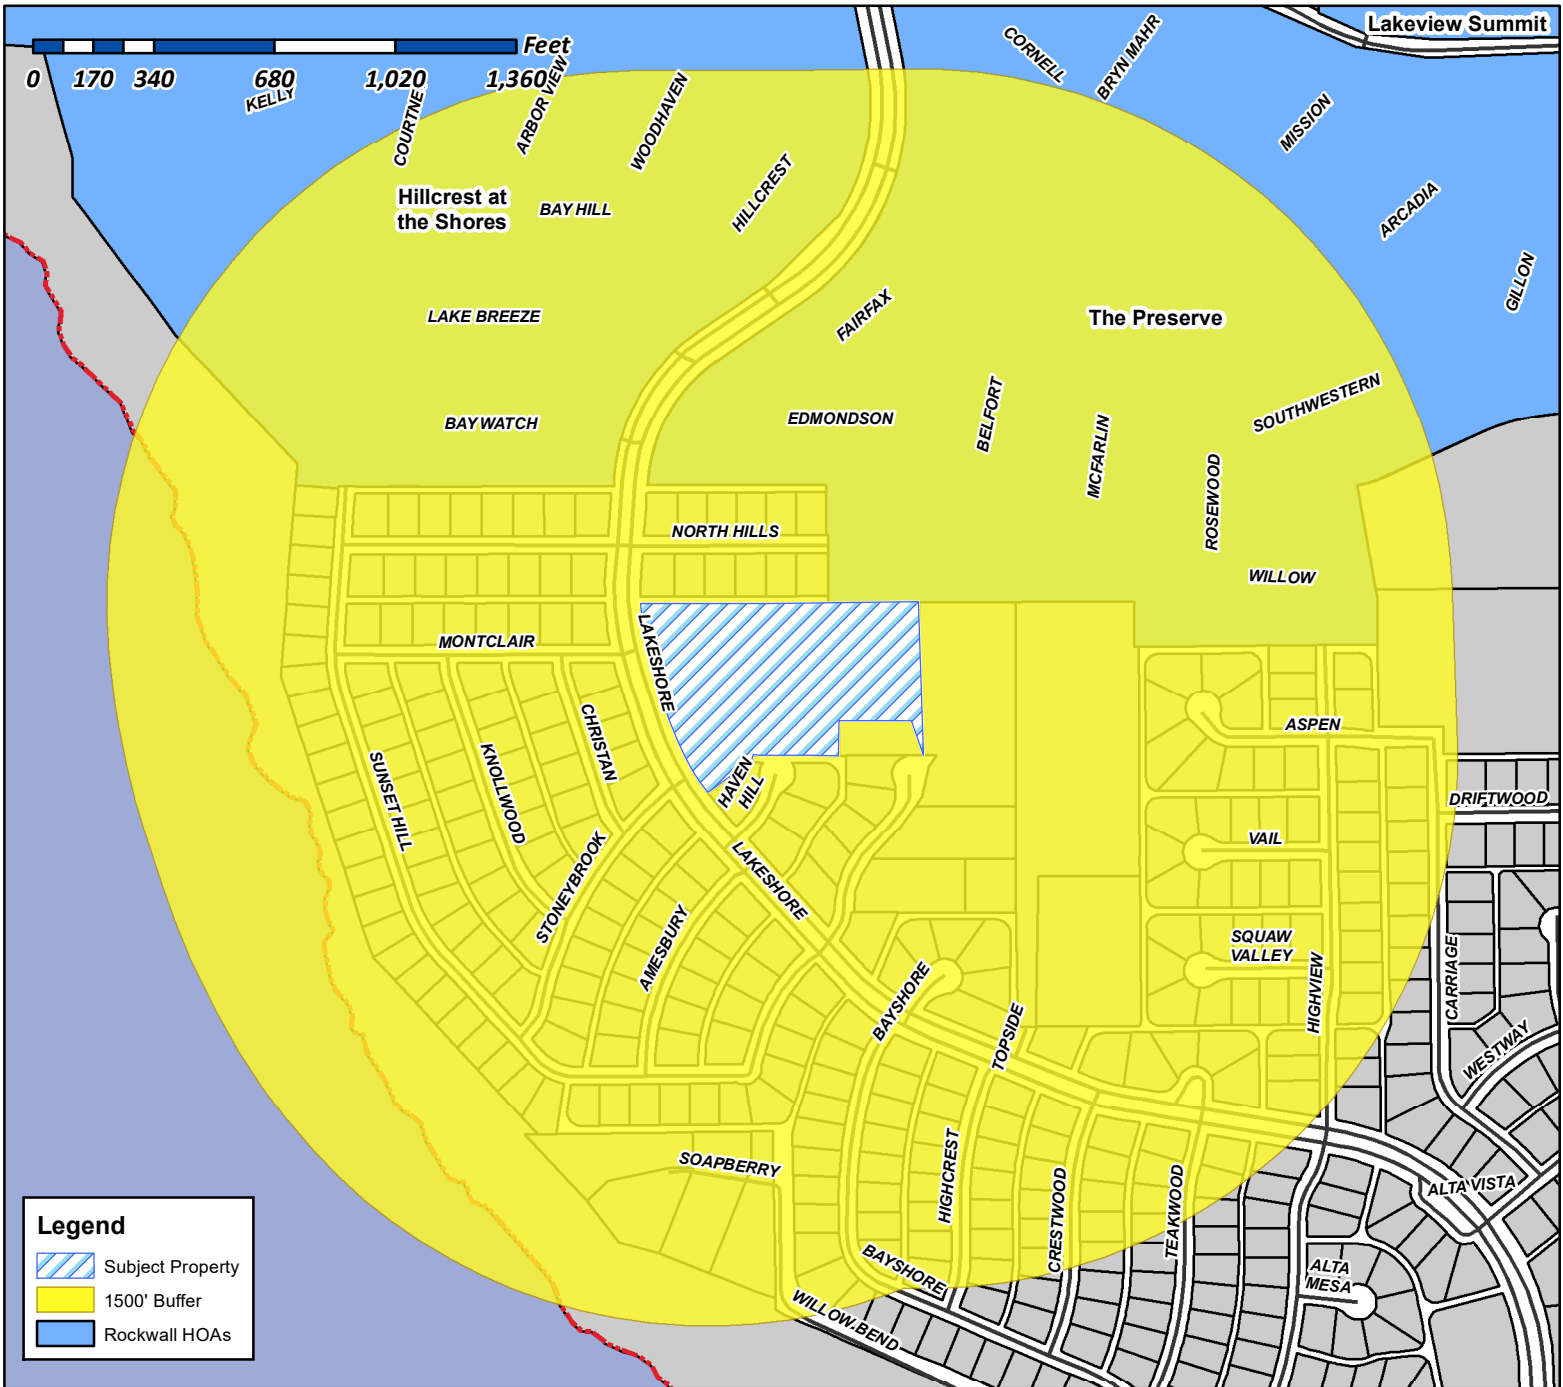 Lakeview Summit
Feet
0 170 340 680 1,020 1,360
KELLY
COURTNEY
ARBOR VIEW
WOODHAVEN
CORNELL
BRYN MAHR
MISSION
ARCADIA
GILLON
Hillcrest at
the Shores
BAY HILL
HILLCREST
LAKE BREEZE
FAIRFAX
The Preserve
BAY WATCH
EDMONDSON
BELFORT
MCFARLIN
SOUTHWESTERN
ROSEWOOD
NORTH HILLS
WILLOW
MONTCLAIR
LAKESHORE
CHRISTAN
KNOLLWOOD
SUNSET HILL
HAVEN
HILL
ASPEN
DRIFTWOOD
VAIL
STONEYBROOK
LAKESHORE
AMESBURY
SQUAW
VALLEY
HIGHVIEW
CARRIAGE
BAYSHORE
TOPSIDE
WESTWAY
SOAPBERRY
HIGHCREST
CRESTWOOD
TEAKWOOD
ALTA VISTA
BAYSHORE
ALTA
MESA
WILLOW BEND
Legend
Subject Property
1500' Buffer
Rockwall HOAs